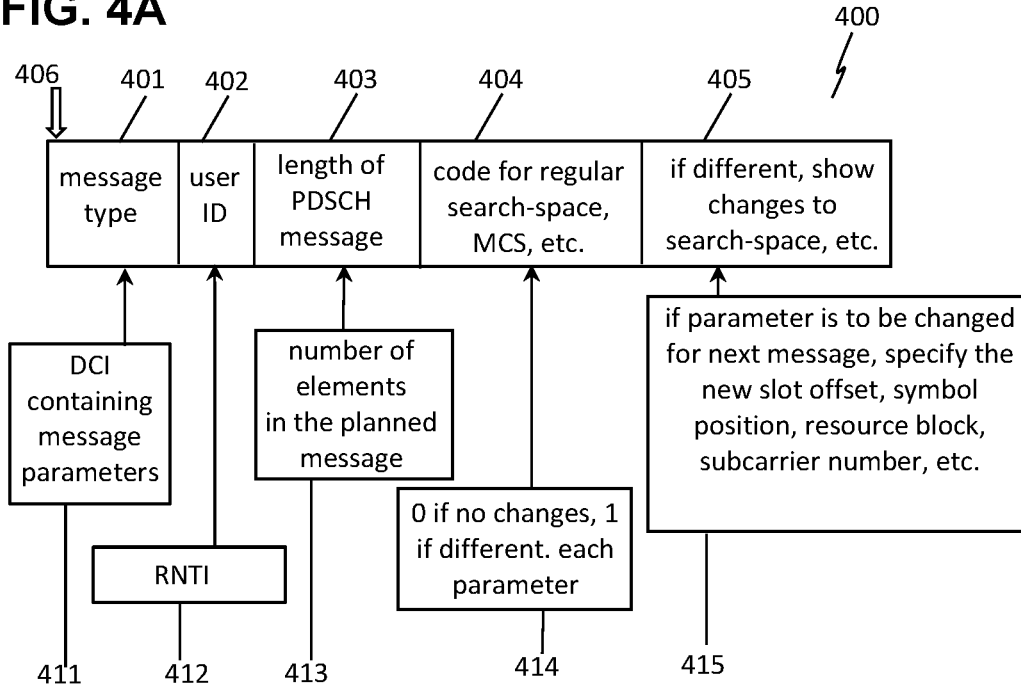 FIG. 4A
400
406
401
402
403
404
405
message
type
user
ID
length of
PDSCH
message
code for regular
search-space,
MCS, etc.
if different, show
changes to
search-space, etc.
DCI
containing
message
parameters
RNTI
number of
elements
in the planned
message
0 if no changes, 1
if different. each
parameter
if parameter is to be changed
for next message, specify the
new slot offset, symbol
position, resource block,
subcarrier number, etc.
411
412
413
414
415